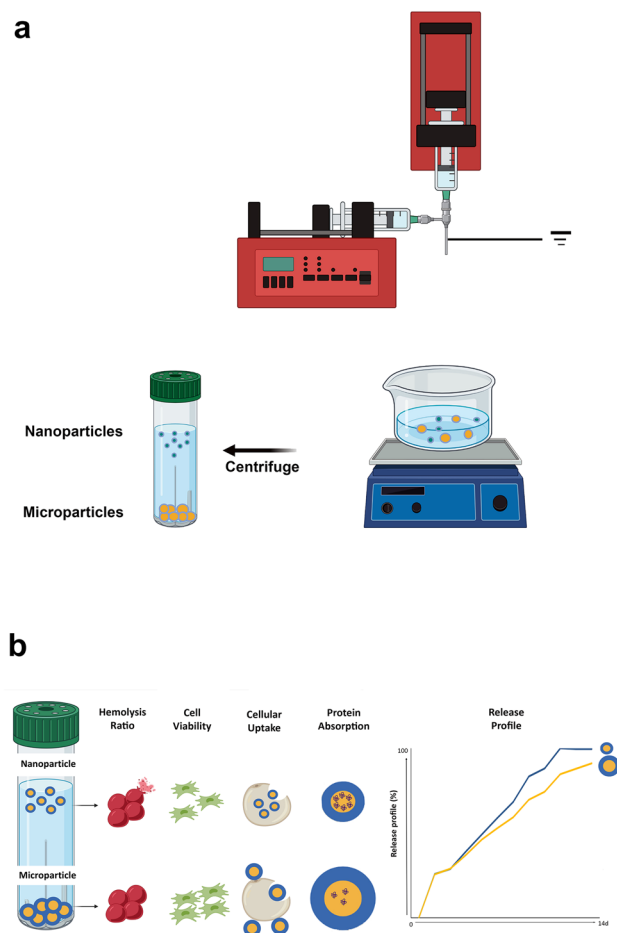 a
Nanoparticles
Centrifuge
Microparticles
b
Hemolysis
Ratio
Cell
Viability
Cellular
Uptake
Protein
Absorption
Release
Profile
Nanoparticle
Microparticle
100
Release profile (%)
0
14d